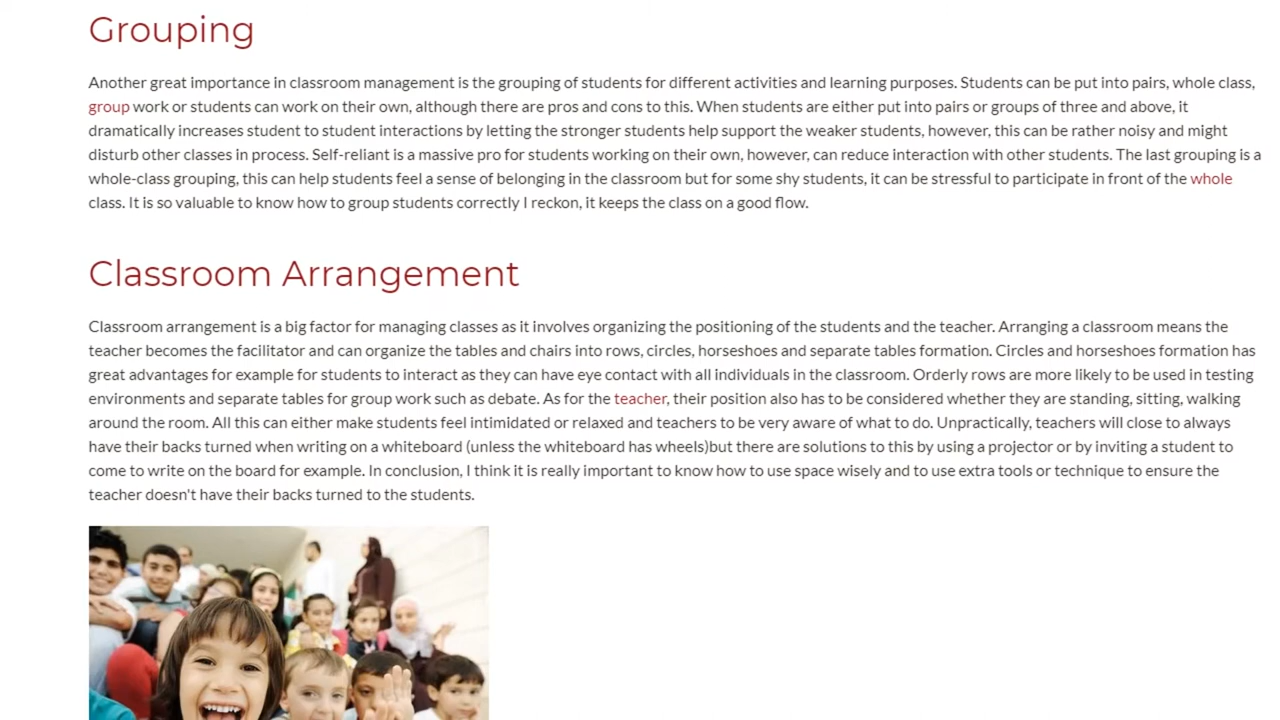 Grouping
Another great importance in classroom management is the grouping of students for different activities and learning purposes. Students can be put into pairs, whole class,
group work or students can work on their own, although there are pros and cons to this. When students are either put into pairs or groups of three and above, it
dramatically increases student to student interactions by letting the stronger students help support the weaker students, however, this can be rather noisy and might
disturb other classes in process. Self-reliant is a massive pro for students working on their own, however, can reduce interaction with other students. The last grouping is a
whole-class grouping, this can help students feel a sense of belonging in the classroom but for some shy students, it can be stressful to participate in front of the whole
class. It is so valuable to know how to group students correctly I reckon, it keeps the class on a good flow.
Classroom Arrangement
Classroom arrangement is a big factor for managing classes as it involves organizing the positioning of the students and the teacher. Arranging a classroom means the
teacher becomes the facilitator and can organize the tables and chairs into rows, circles, horseshoes and separate tables formation. Circles and horseshoes formation has
great advantages for example for students to interact as they can have eye contact with all individuals in the classroom. Orderly rows are more likely to be used in testing
environments and separate tables for group work such as debate. As for the teacher, their position also has to be considered whether they are standing, sitting, walking
around the room. All this can either make students feel intimidated or relaxed and teachers to be very aware of what to do. Unpractically, teachers will close to always
have their backs turned when writing on a whiteboard (unless the whiteboard has wheels)but there are solutions to this by using a projector or by inviting a student to
come to write on the board for example. In conclusion, I think it is really important to know how to use space wisely and to use extra tools or technique to ensure the
teacher doesn't have their backs turned to the students.